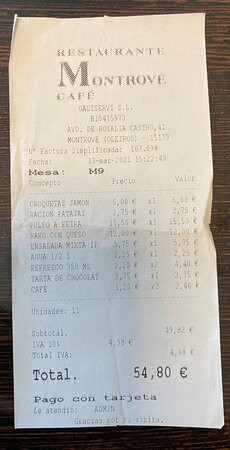 RESTAURANTE
MONTROVE
CAFÉ
GALISERVI S.L.
B15475973
AVD. DE ROSALIA CASTRO,41
MONTROVE (OLEIROS) - 15179
Nº Factura Simplificada: 167.098
Fecha: 13-mar-2021 15:22:49
Mesa: M9
Concepto Precio Valor
CROQUETAS JAMON 6,00 € x1 6,00 €
RACION PATATAS 2,75 € x1 2,75 €
PULPO A FEIRA 15,50 € x1 15,50 €
RAXO CON QUESO 12,00 € x1 12,00 €
ENSALADA MIXTA 1P 5,75 € x1 5,75 €
AGUA 1/2 L 2,25 € x1 2,25 €
REFRESCO 350 ML 2,20 € x2 4,40 €
TARTA DE CHOCOLAT 3,75 € x1 3,75 €
CAFÉ 1,20 € x2 2,40 €
Unidades: 11
Subtotal. 49,82 €
IVA 10% 4,98 €
Total IVA: 4,98 €
Total. 54,80 €
Pago con tarjeta
Le atendió: ADMIN
Gracias por su visita.